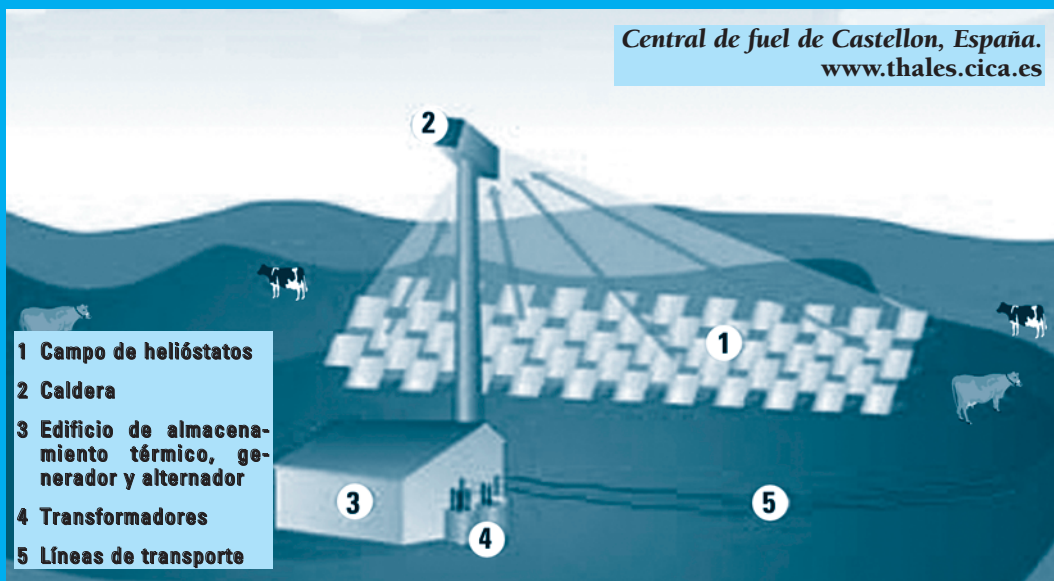 Central de fuel de Castellon, España.
www.thales.cica.es
2
1
3
4
5
1 Campo de helióstatos
2 Caldera
3 Edificio de almacena-
miento térmico, ge-
nerador y alternador
4 Transformadores
5 Líneas de transporte